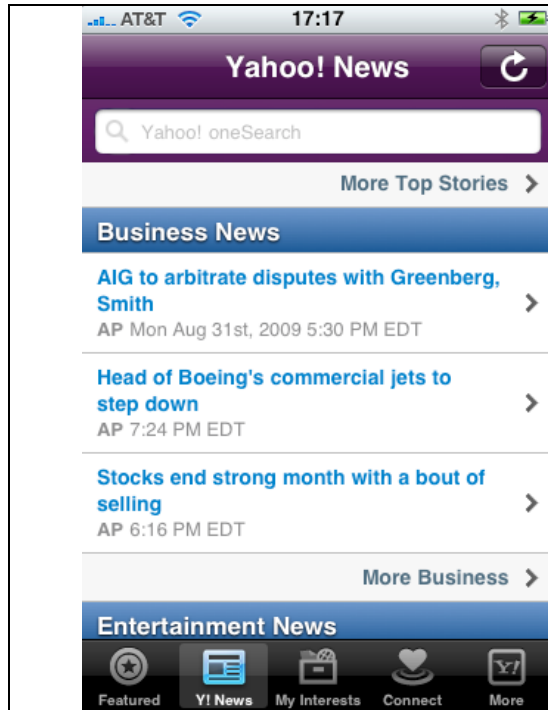 AT&T 17:17
Yahoo! News
Yahoo! oneSearch
More Top Stories
Business News
AIG to arbitrate disputes with Greenberg,
Smith
AP Mon Aug 31st, 2009 5:30 PM EDT
Head of Boeing's commercial jets to
step down
AP 7:24 PM EDT
Stocks end strong month with a bout of
selling
AP 6:16 PM EDT
More Business
Entertainment News
Y!
Featured Y! News My Interests Connect More